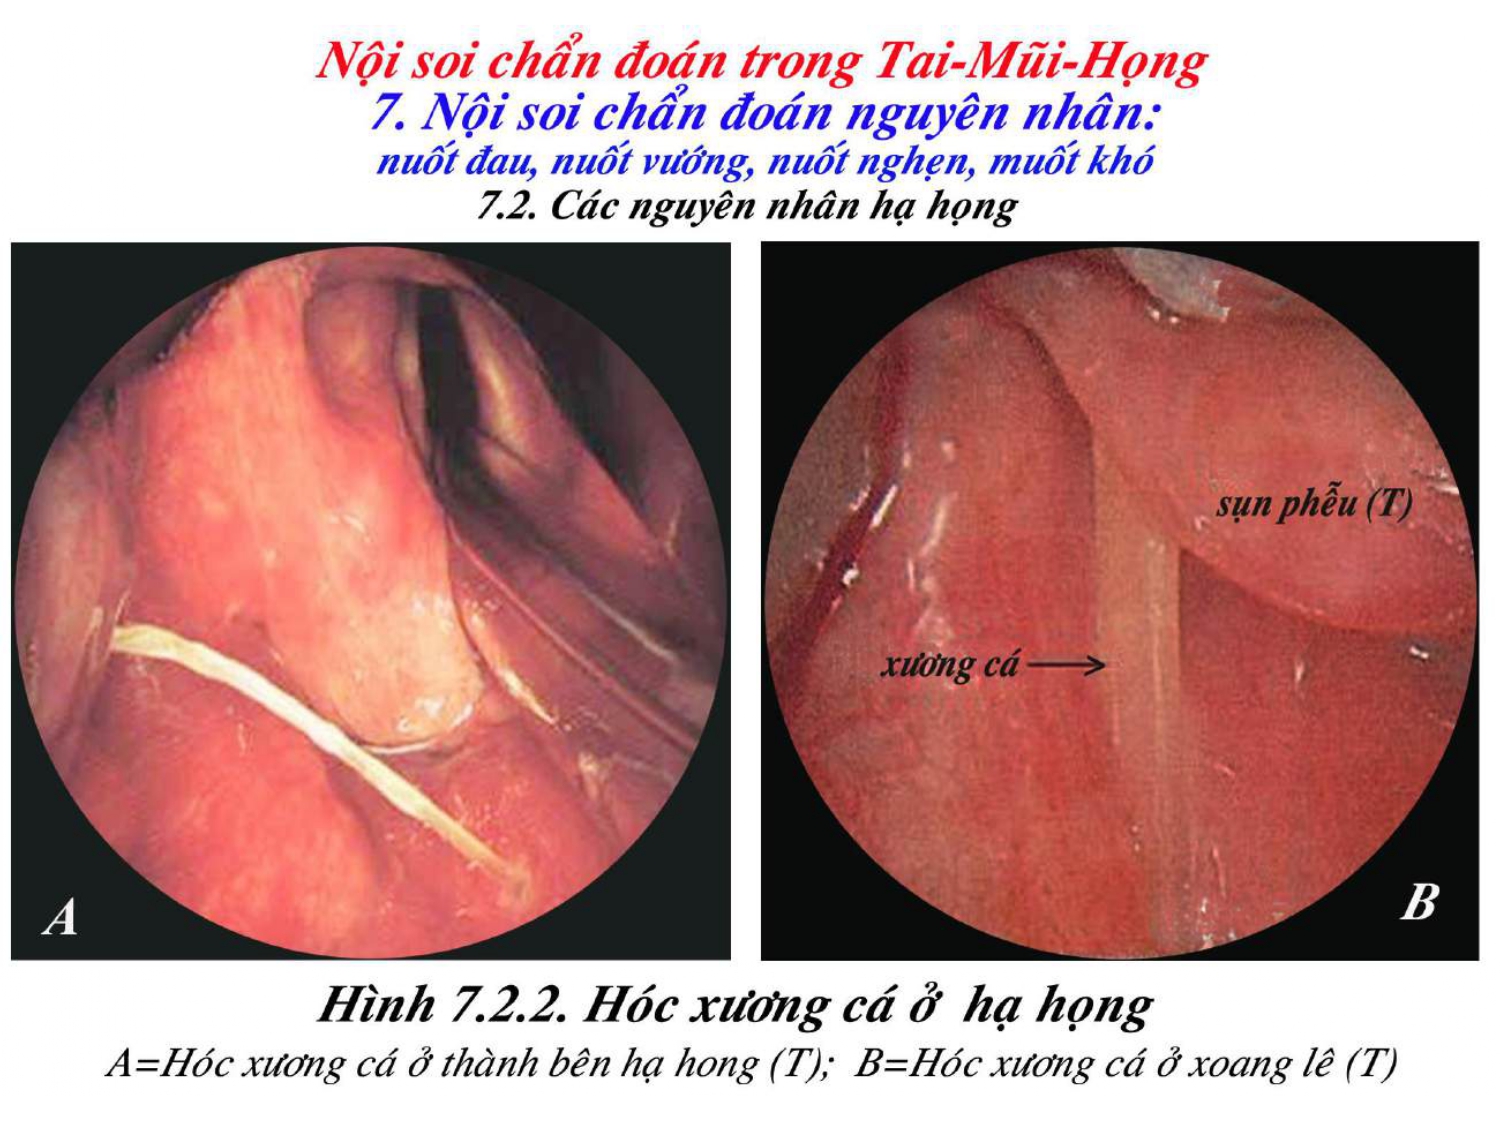 Nội soi chẩn đoán trong Tai-Mũi-Họng
7. Nội soi chẩn đoán nguyên nhân:
nuốt đau, nuốt vướng, nuốt nghẹn, muốt khó
7.2. Các nguyên nhân hạ họng
sụn phễu (T)
xương cá
A
B
Hình 7.2.2. Hóc xương cá ở hạ họng
A=Hóc xương cá ở thành bên hạ hong (T); B=Hóc xương cá ở xoang lê (T)